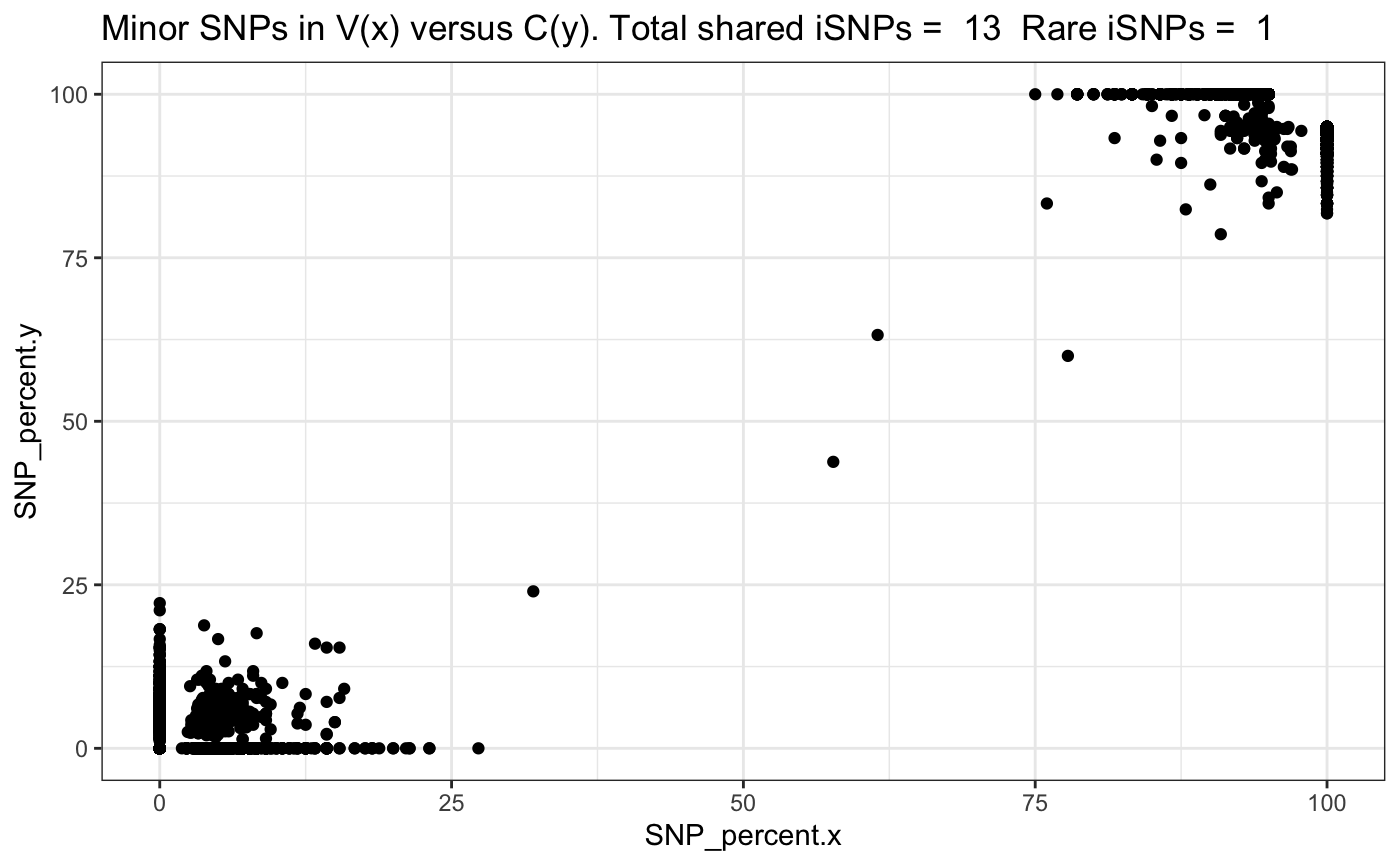 Minor SNPs in V(x) versus C(y). Total shared iSNPs =  13  Rare iSNPs =  1
100
75
50
25
0
SNP_percent.y
0 25 50 75 100
SNP_percent.x